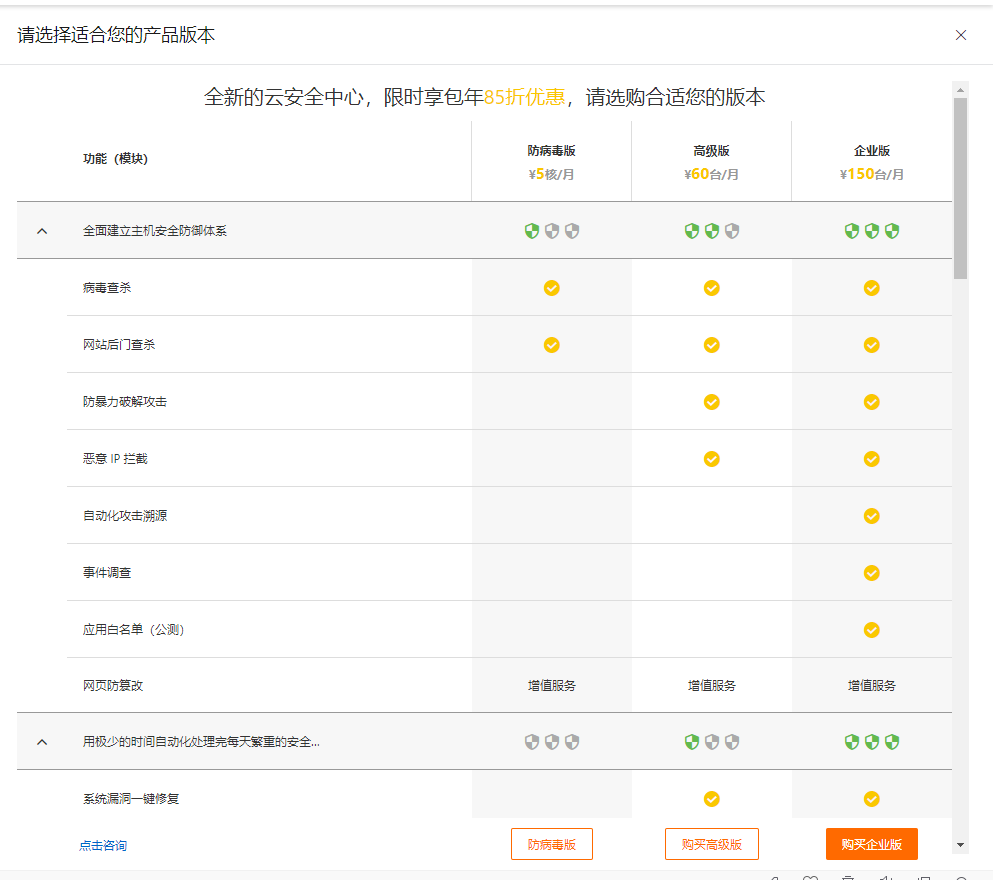 请选择适合您的产品版本
全新的云安全中心，限时享包年85折优惠，请选购合适您的版本
功能（模块） 防病毒版 高级版 企业版
¥5核/月 ¥60台/月 ¥150台/月
全面建立主机安全防御体系
病毒查杀
网站后门查杀
防暴力破解攻击
恶意 IP 拦截
自动化攻击溯源
事件调查
应用白名单（公测）
网页防篡改 增值服务 增值服务 增值服务
用极少的时间自动化处理完每天繁重的安全...
系统漏洞一键修复
点击咨询 防病毒版 购买高级版 购买企业版